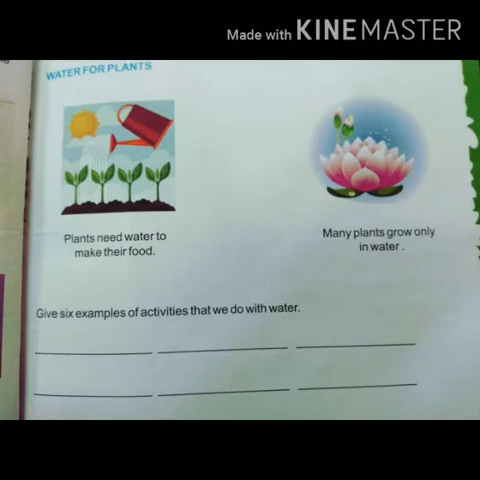 Made with KINEMASTER
WATER FOR PLANTS
Plants need water to
make their food.
Many plants grow only
in water .
Give six examples of activities that we do with water.